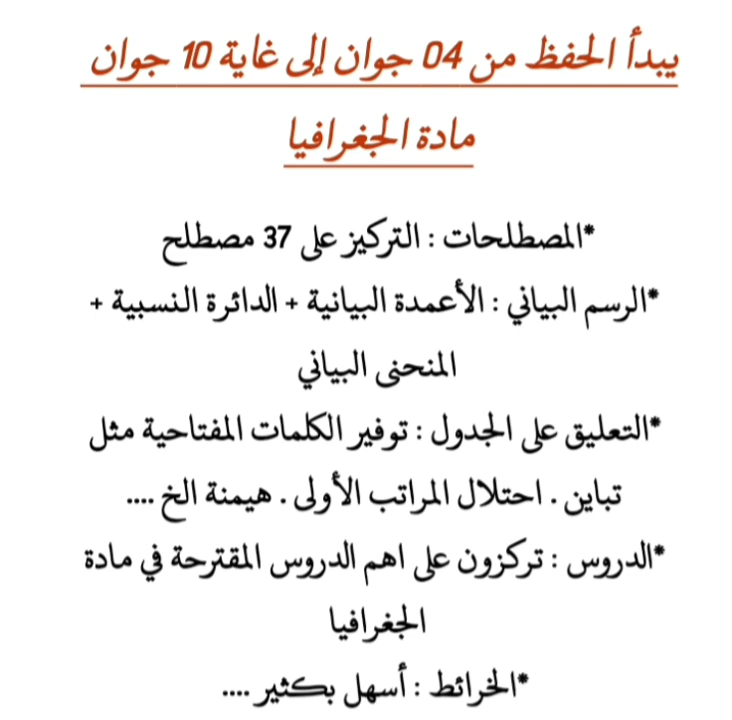 يبدأ الحفظ من 04 جوان إلى غاية 10 جوان
مادة الجغرافيا
*المصطلحات : التركيز على 37 مصطلح
*الرسم البياني : الأعمدة البيانية + الدائرة النسبية +
المنحنى البياني
*التعليق على الجدول : توفير الكلمات المفتاحية مثل
تباين . احتلال المراتب الأولى . هيمنة الخ ....
*الدروس : تركزون على اهم الدروس المقترحة في مادة
الجغرافيا
*الخرائط : أسهل بكثير ....